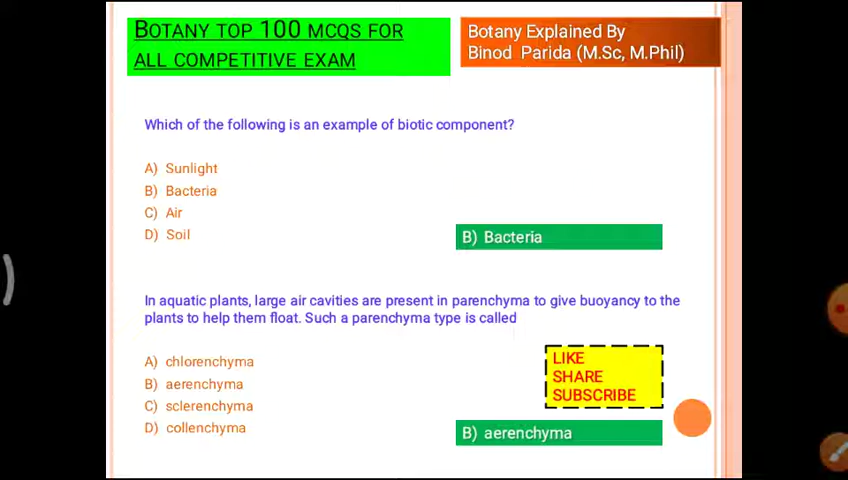 BOTANY TOP 100 MCQS FOR
ALL COMPETITIVE EXAM
Botany Explained By
Binod Parida (M.Sc, M.Phil)
Which of the following is an example of biotic component?
A) Sunlight
B) Bacteria
C) Air
D) Soil
B) Bacteria
In aquatic plants, large air cavities are present in parenchyma to give buoyancy to the
plants to help them float. Such a parenchyma type is called
A) chlorenchyma
B) aerenchyma
C) sclerenchyma
D) collenchyma
LIKE
SHARE
SUBSCRIBE
B) aerenchyma